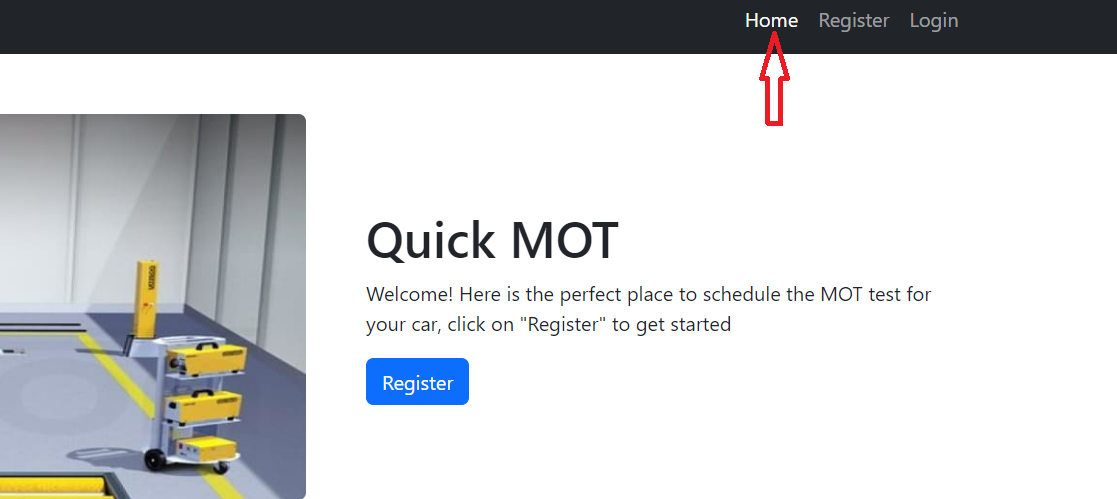 Home Register Login
Quick MOT
Welcome! Here is the perfect place to schedule the MOT test for
your car, click on "Register" to get started
Register